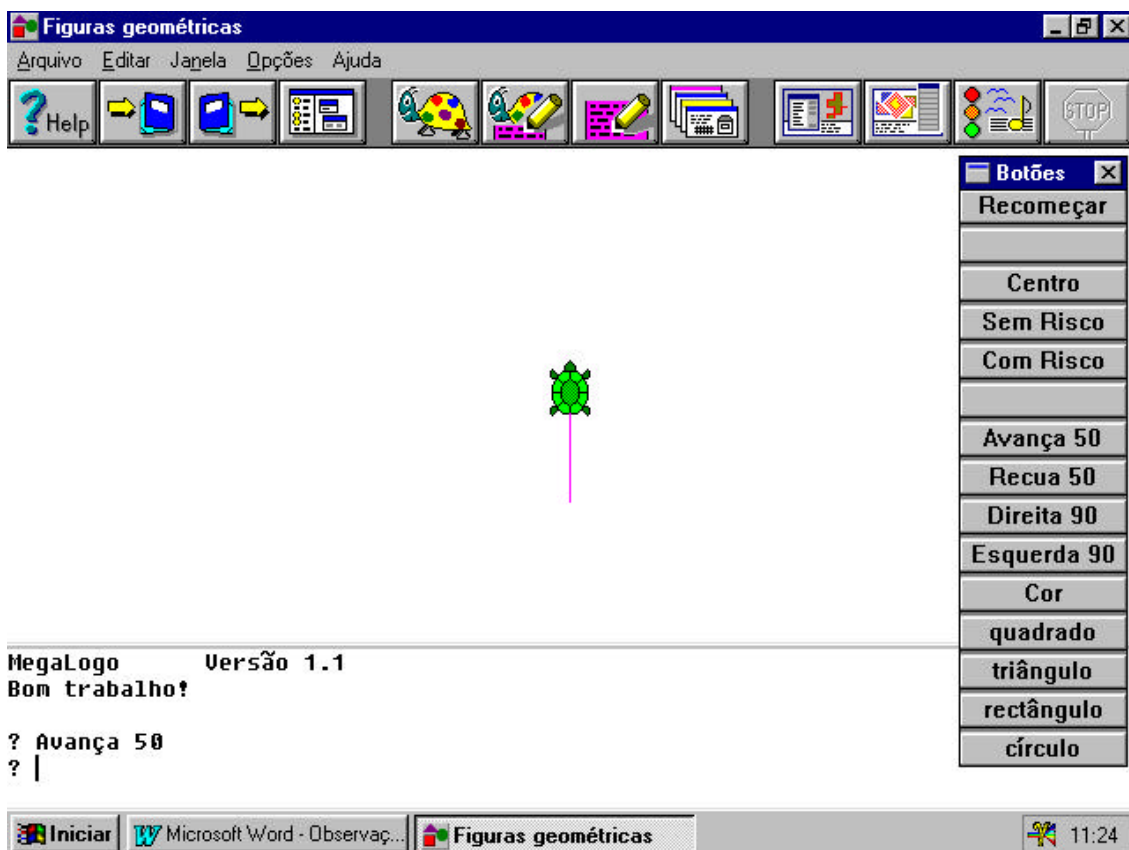 Figuras geométricas
Arquivo Editar Janela Opções Ajuda
?Help
STOP
Botões
Recomeçar
Centro
Sem Risco
Com Risco
Avança 50
Recua 50
Direita 90
Esquerda 90
Cor
quadrado
triângulo
rectângulo
círculo
MegaLogo Versão 1.1
Bom trabalho!
? Avança 50
?
Iniciar Microsoft Word - Observaç... Figuras geométricas 11:24